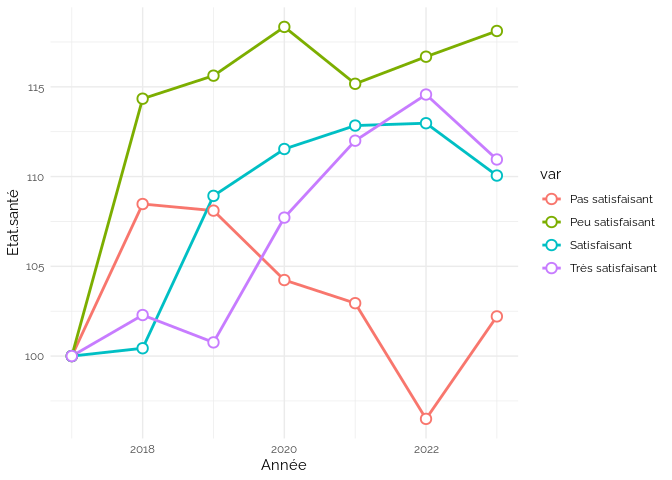 115
110
105
100
Etat.santé
2018
2020
2022
Année
var
Pas satisfaisant
Peu satisfaisant
Satisfaisant
Très satisfaisant